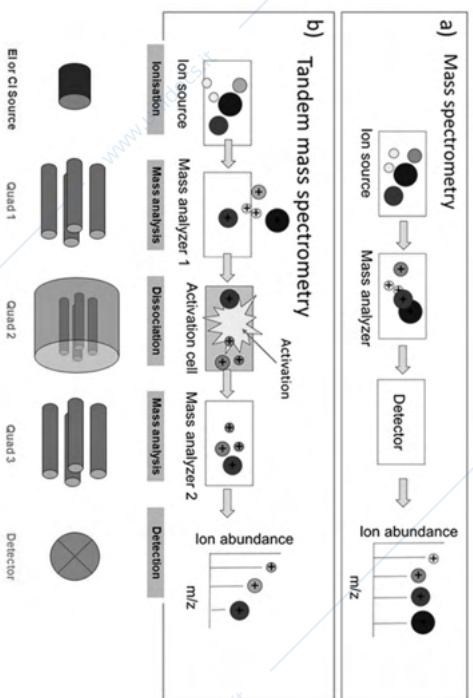 a) Mass spectrometry
Ion source
Mass analyzer
Detector
Ion abundance
m/z
b) Tandem mass spectrometry
Ion source
Mass analyzer 1
Activation cell
Activation
Mass analyzer 2
Ion abundance
m/z
Ionisation
Mass analysis
Dissociation
Mass analysis
Detection
EI or CI Source
Quad 1
Quad 2
Quad 3
Detector